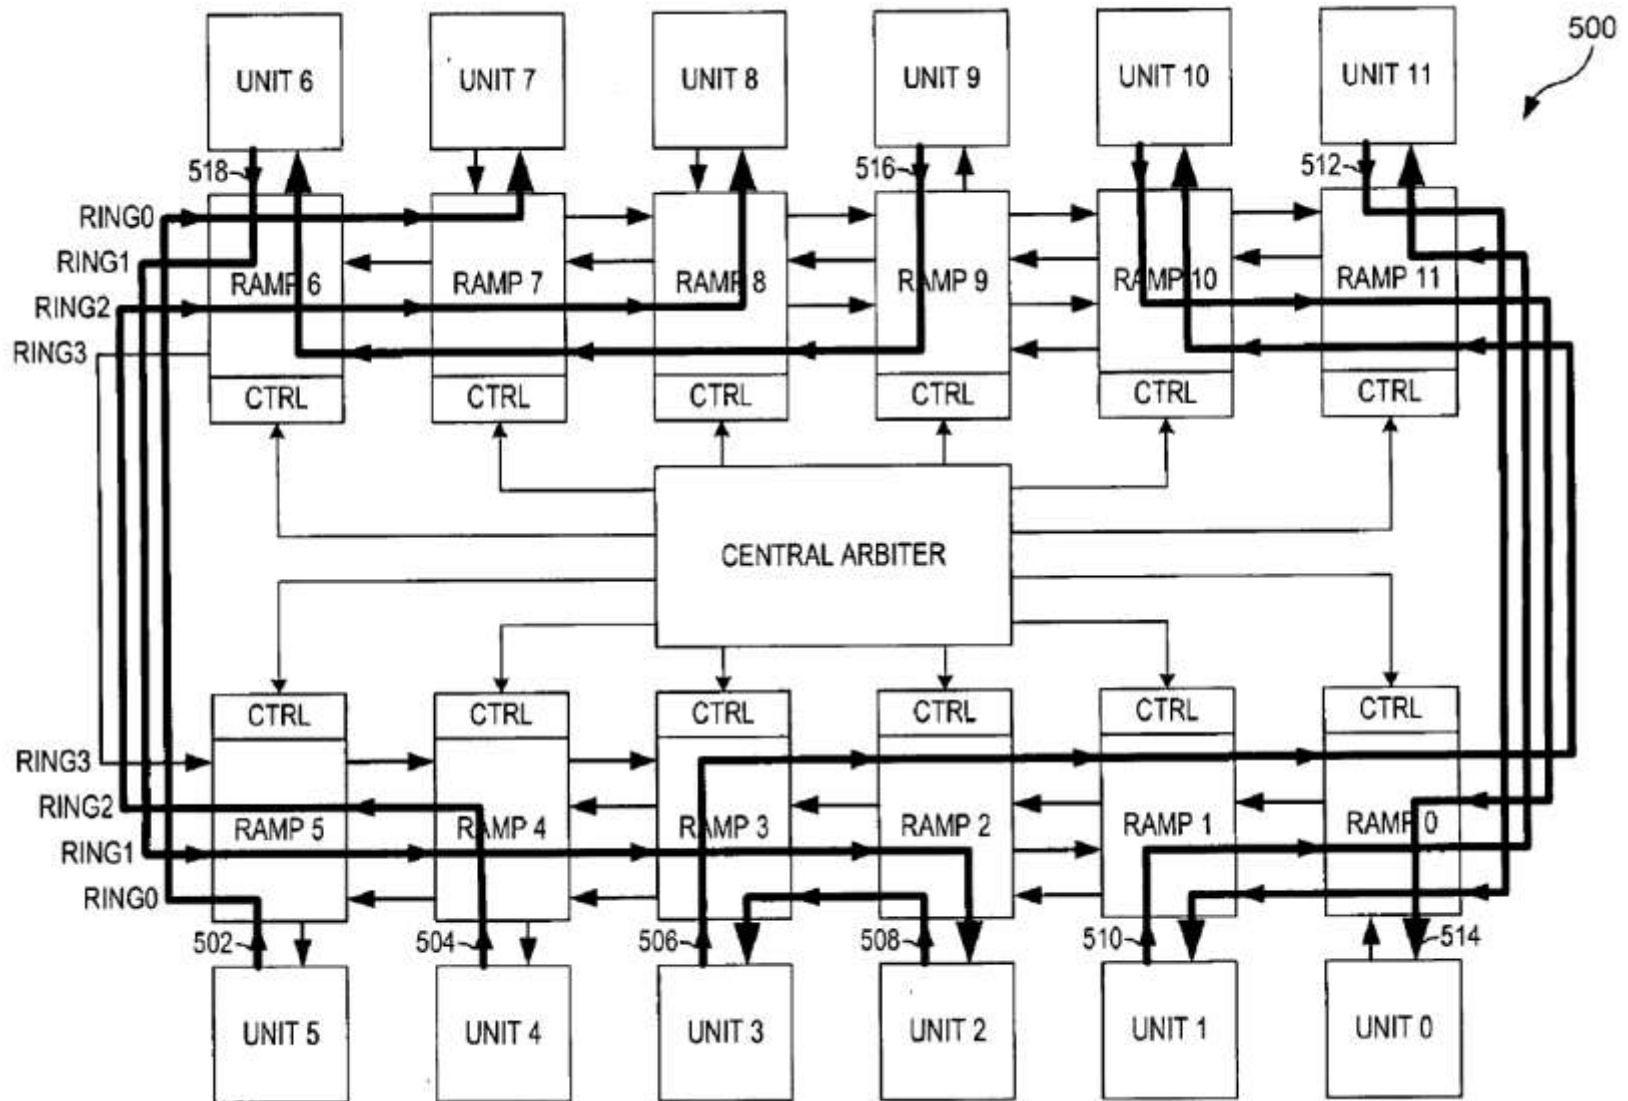 500
UNIT 6 UNIT 7 UNIT 8 UNIT 9 UNIT 10 UNIT 11
518 516 512
RING0
RING1
RING2
RING3
RAMP 6 RAMP 7 RAMP 8 RAMP 9 RAMP 10 RAMP 11
CTRL CTRL CTRL CTRL CTRL CTRL
CENTRAL ARBITER
CTRL CTRL CTRL CTRL CTRL CTRL
RING3
RING2
RING1
RING0
RAMP 5 RAMP 4 RAMP 3 RAMP 2 RAMP 1 RAMP 0
502 504 506 508 510 514
UNIT 5 UNIT 4 UNIT 3 UNIT 2 UNIT 1 UNIT 0